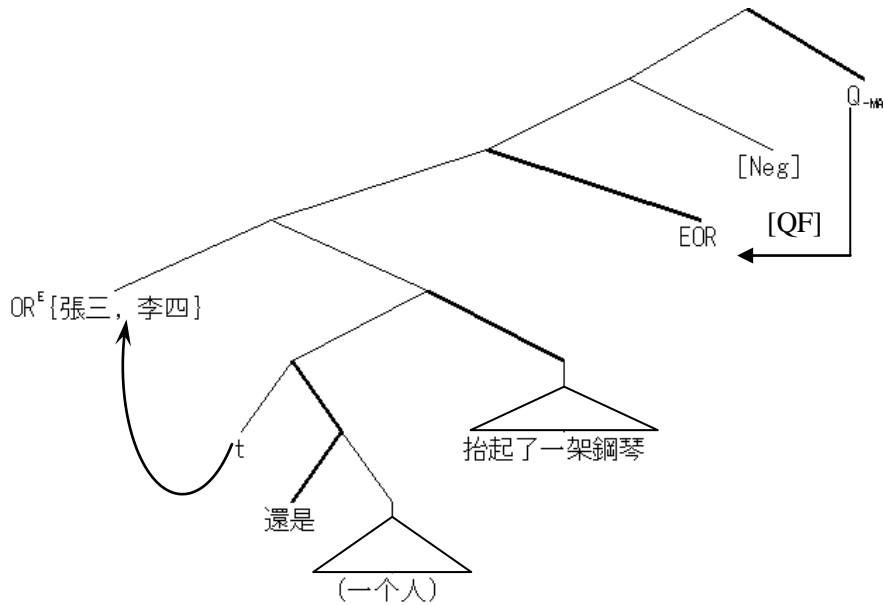 Q-MA
[Neg]
[QF]
EOR
ORᴱ{張三，李四}
t
抬起了一架鋼琴
還是
(一个人)